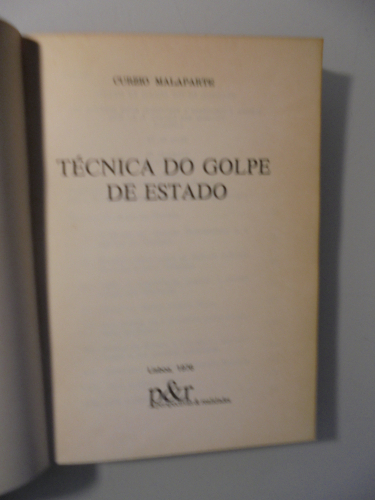 CURZIO MALAPARTE
TÉCNICA DO GOLPE
DE ESTADO
Lisboa, 1976
p&r